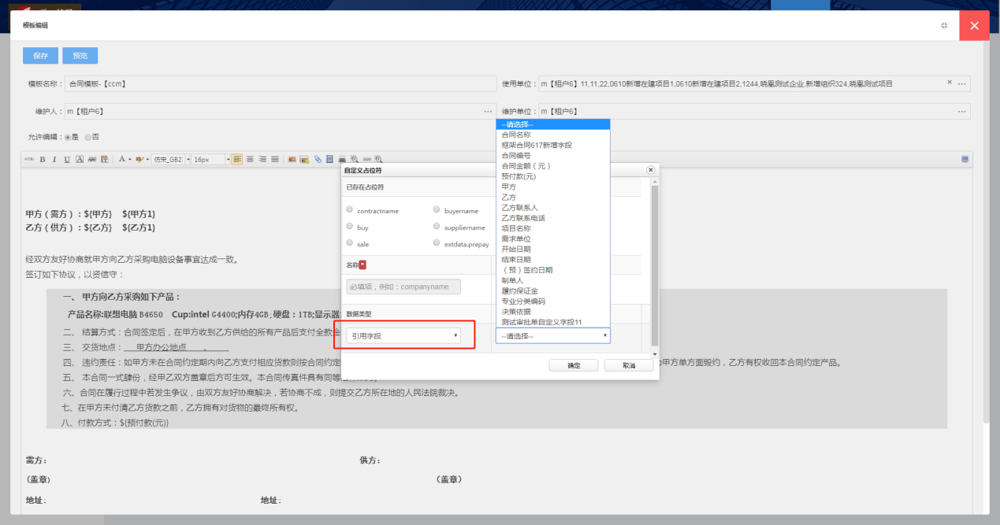 模板编辑
保存 预览
模板名称： 合同模板-【ccm】 使用单位： m【租户6】11,11,22,0610新增在建项目1,0610新增在建项目2,1244,晓嵐测试企业,新增组织324,晓嵐测试项目
维护人： m【租户6】 维护单位： m【租户6】
允许编辑： 是 否
HTML B I U A ABC A 仿宋_GB2 16px
自定义占位符
已存在占位符
contractname buyername
buy suppliername
sale extdata.prepay
名称 *
必填项，例如：companyname
数据类型
引用字段 --请选择--
--请选择--
合同名称
框架合同617新增字段
合同编号
合同金额（元）
预付款(元)
甲方
乙方
乙方联系人
乙方联系电话
项目名称
需求单位
开始日期
结束日期
（预）签约日期
制单人
履约保证金
专业分类编码
决策依据
测试审批单自定义字段11
确定 取消
甲方（需方）：${甲方} ${甲方1}
乙方（供方）：${乙方} ${乙方1}
经双方友好协商就甲方向乙方采购电脑设备事宜达成一致。
签订如下协议，以资信守：
一、 甲方向乙方采购如下产品：
产品名称:联想电脑 B4650 Cup:intel G4400;内存4GB;硬盘：1TB;显示器
二、 结算方式：合同签定后，在甲方收到乙方供给的所有产品后支付全款金
三、 交货地点： 甲方办公地点 。
四、 违约责任：如甲方未在合同约定期内向乙方支付相应货款则按合同约定 甲方单方面毁约，乙方有权收回本合同约定产品。
五、 本合同一式肆份，经甲乙双方盖章后方可生效。本合同传真件具有同等
六、合同在履行过程中若发生争议，由双方友好协商解决，若协商不成，则提交乙方所在地的人民法院裁决。
七、在甲方未付清乙方货款之前，乙方拥有对货物的最终所有权。
八、付款方式：${预付款(元)}
需方： 供方：
（盖章） （盖章）
地址： 地址：